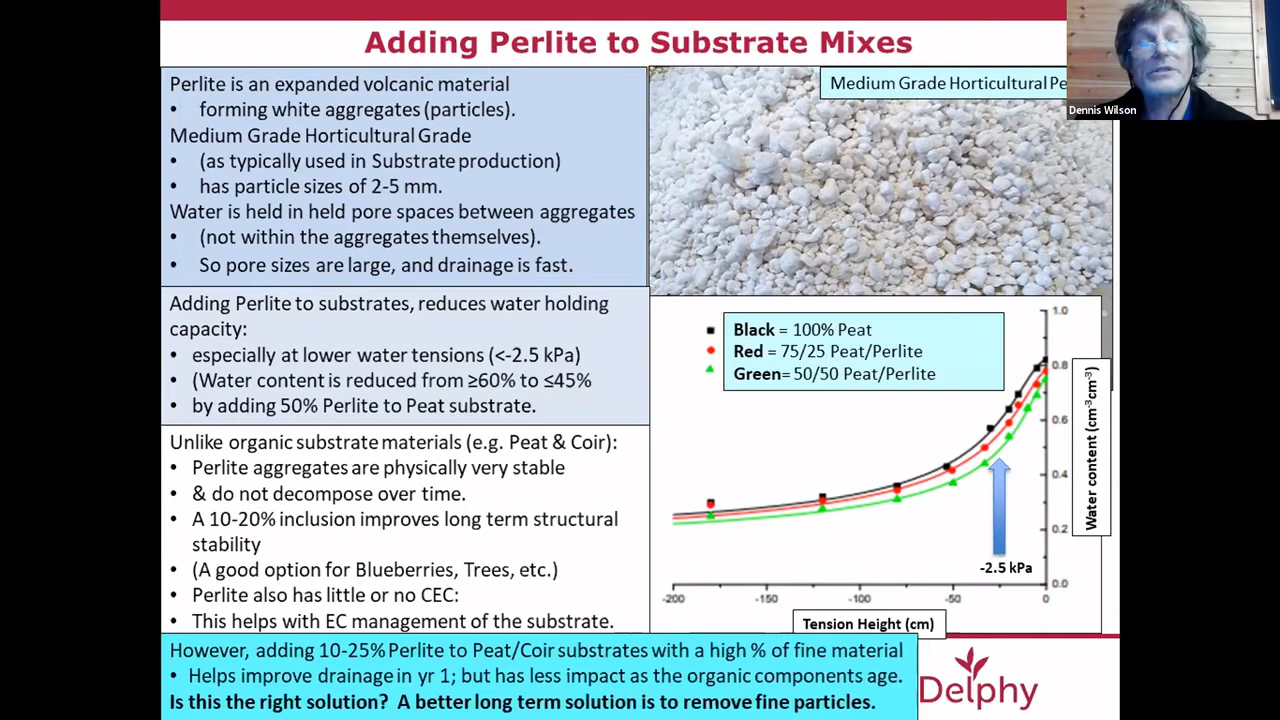 Adding Perlite to Substrate Mixes
Perlite is an expanded volcanic material
• forming white aggregates (particles).
Medium Grade Horticultural Grade
• (as typically used in Substrate production)
• has particle sizes of 2-5 mm.
Water is held in held pore spaces between aggregates
• (not within the aggregates themselves).
• So pore sizes are large, and drainage is fast.
Medium Grade Horticultural Pe
Dennis Wilson
Adding Perlite to substrates, reduces water holding
capacity:
• especially at lower water tensions (<-2.5 kPa)
• (Water content is reduced from ≥60% to ≤45%
• by adding 50% Perlite to Peat substrate.
Black = 100% Peat
Red = 75/25 Peat/Perlite
Green= 50/50 Peat/Perlite
1.0
0.8
0.6
0.4
0.2
0.0
Water content (cm⁻³cm⁻³)
-2.5 kPa
-200 -150 -100 -50 0
Tension Height (cm)
Unlike organic substrate materials (e.g. Peat & Coir):
• Perlite aggregates are physically very stable
• & do not decompose over time.
• A 10-20% inclusion improves long term structural
stability
• (A good option for Blueberries, Trees, etc.)
• Perlite also has little or no CEC:
• This helps with EC management of the substrate.
However, adding 10-25% Perlite to Peat/Coir substrates with a high % of fine material
• Helps improve drainage in yr 1; but has less impact as the organic components age.
Is this the right solution? A better long term solution is to remove fine particles.
Delphy